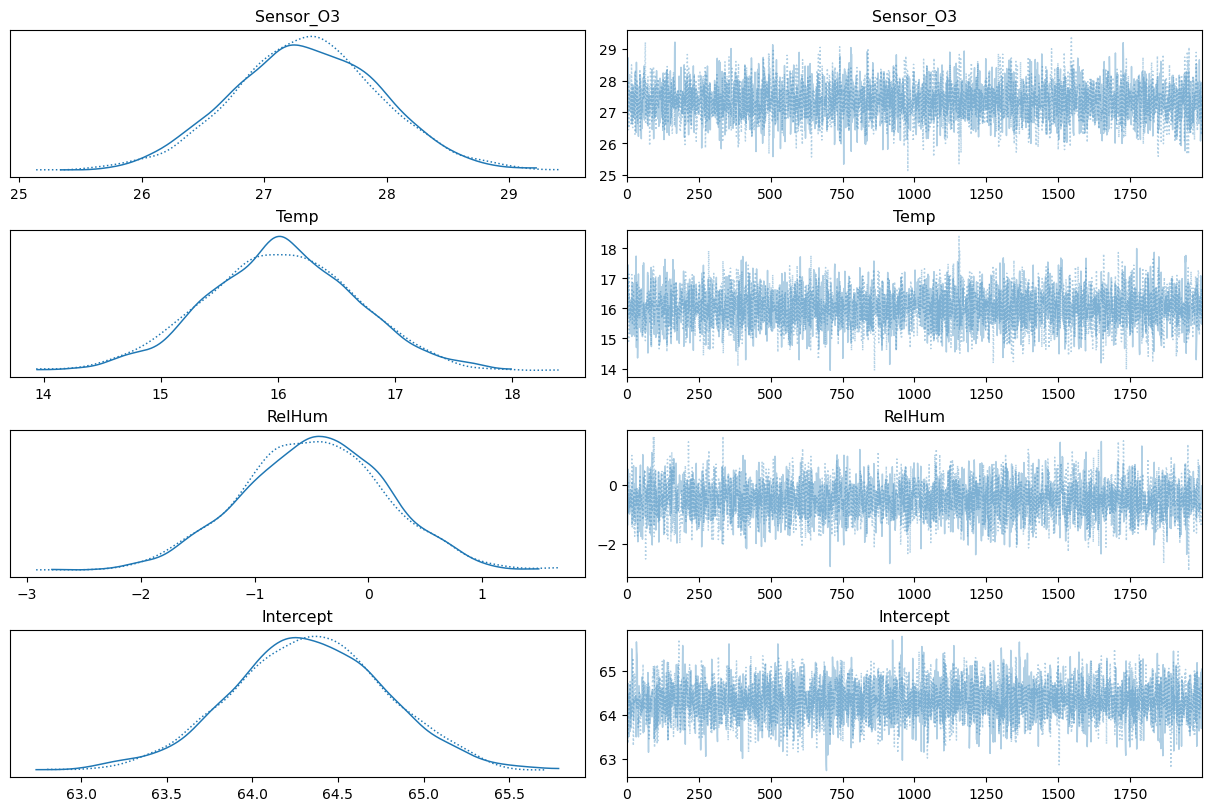 Sensor_O3 Sensor_O3
29
28
27
26
25
25 26 27 28 29 0 250 500 750 1000 1250 1500 1750
Temp Temp
18
17
16
15
14
14 15 16 17 18 0 250 500 750 1000 1250 1500 1750
RelHum RelHum
0
−2
−3 −2 −1 0 1 0 250 500 750 1000 1250 1500 1750
Intercept Intercept
65
64
63
63.0 63.5 64.0 64.5 65.0 65.5 0 250 500 750 1000 1250 1500 1750